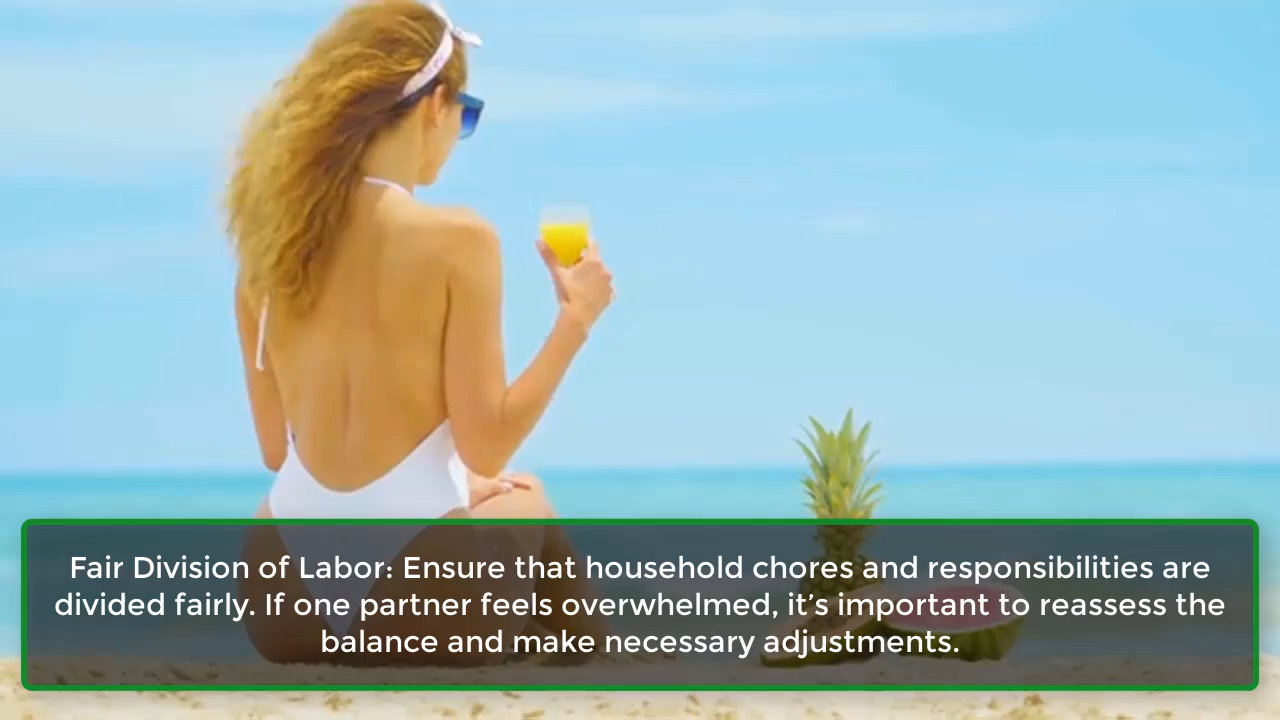 Fair Division of Labor: Ensure that household chores and responsibilities are
divided fairly. If one partner feels overwhelmed, it’s important to reassess the
balance and make necessary adjustments.